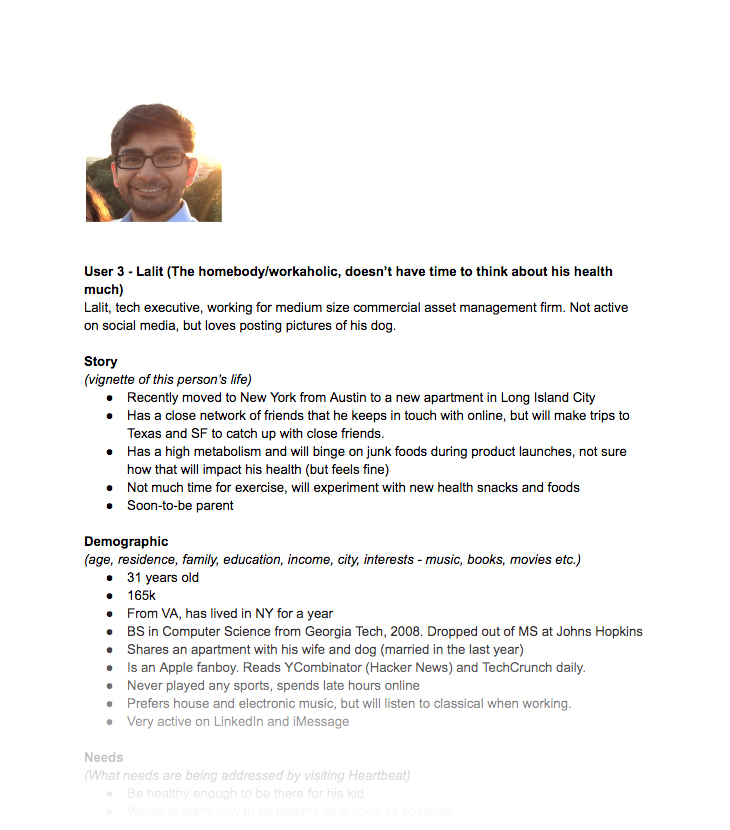 User 3 - Lalit (The homebody/workaholic, doesn’t have time to think about his health
much)
Lalit, tech executive, working for medium size commercial asset management firm. Not active
on social media, but loves posting pictures of his dog.
Story
(vignette of this person’s life)
● Recently moved to New York from Austin to a new apartment in Long Island City
● Has a close network of friends that he keeps in touch with online, but will make trips to
Texas and SF to catch up with close friends.
● Has a high metabolism and will binge on junk foods during product launches, not sure
how that will impact his health (but feels fine)
● Not much time for exercise, will experiment with new health snacks and foods
● Soon-to-be parent
Demographic
(age, residence, family, education, income, city, interests - music, books, movies etc.)
● 31 years old
● 165k
● From VA, has lived in NY for a year
● BS in Computer Science from Georgia Tech, 2008. Dropped out of MS at Johns Hopkins
● Shares an apartment with his wife and dog (married in the last year)
● Is an Apple fanboy. Reads YCombinator (Hacker News) and TechCrunch daily.
● Never played any sports, spends late hours online
● Prefers house and electronic music, but will listen to classical when working.
● Very active on LinkedIn and iMessage
Needs
(What needs are being addressed by visiting Heartbeat)
● Be healthy enough to be there for his kid
● Wants to learn how to be healthy as quickly as possible.